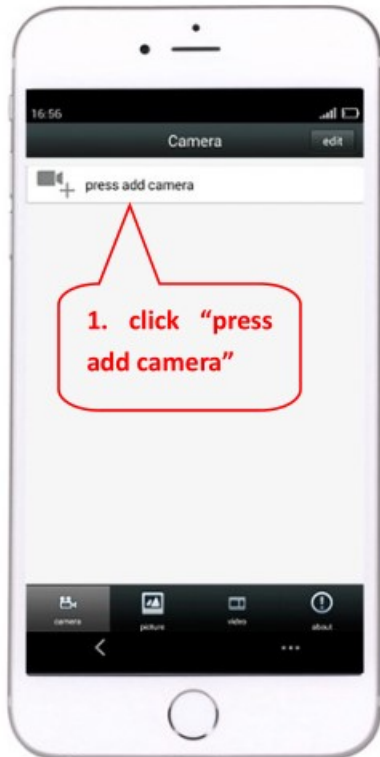 16:56
Camera
edit
press add camera
1. click “press
add camera”
camera
picture
video
about